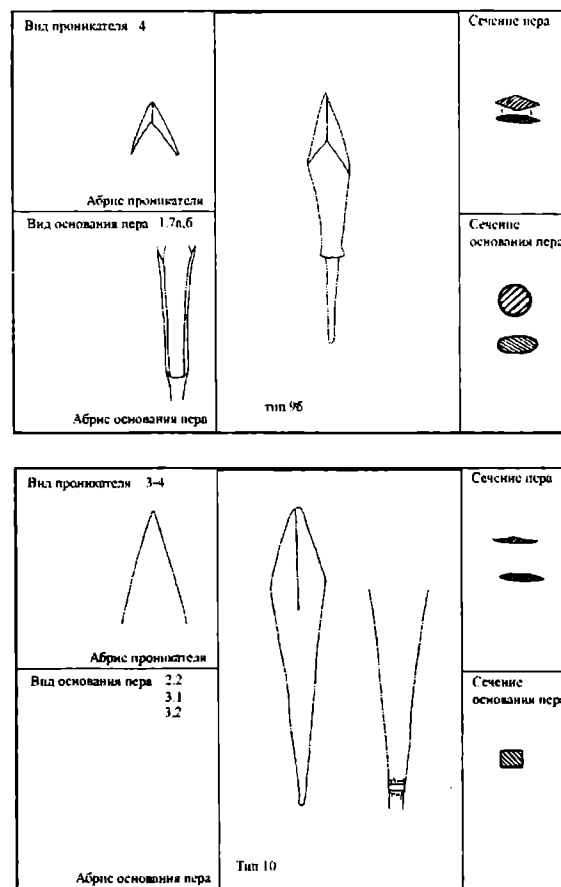 Вид проникателя 4
Абрис проникателя
Вид основания пера 1.7а,б
Абрис основания пера
тип 9б
Сечение пера
Сечение
основания пера
Вид проникателя 3-4
Абрис проникателя
Вид основания пера 2.2
3.1
3.2
Абрис основания пера
Тип 10
Сечение пера
Сечение
основания пера